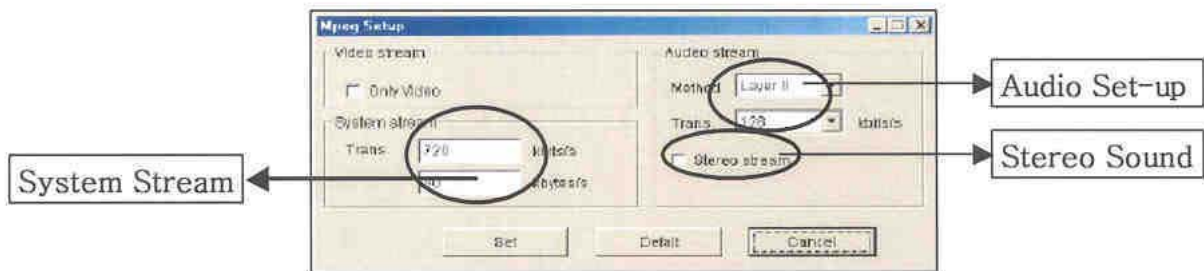 Mpeg Setup
Video stream
Only Video
System stream
Trans 720 kbits/s
kbytes/s
Audeo stream
Method Layer II
Trans 128 kbits/s
Stereo stream
Set
Defalt
Cancel
Audio Set-up
Stereo Sound
System Stream